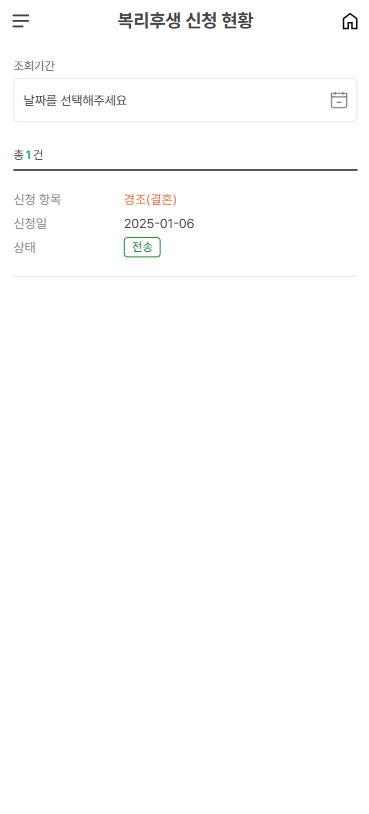 복리후생 신청 현황
조회기간
날짜를 선택해주세요
총 1 건
신청 항목 경조(결혼)
신청일 2025-01-06
상태 전송